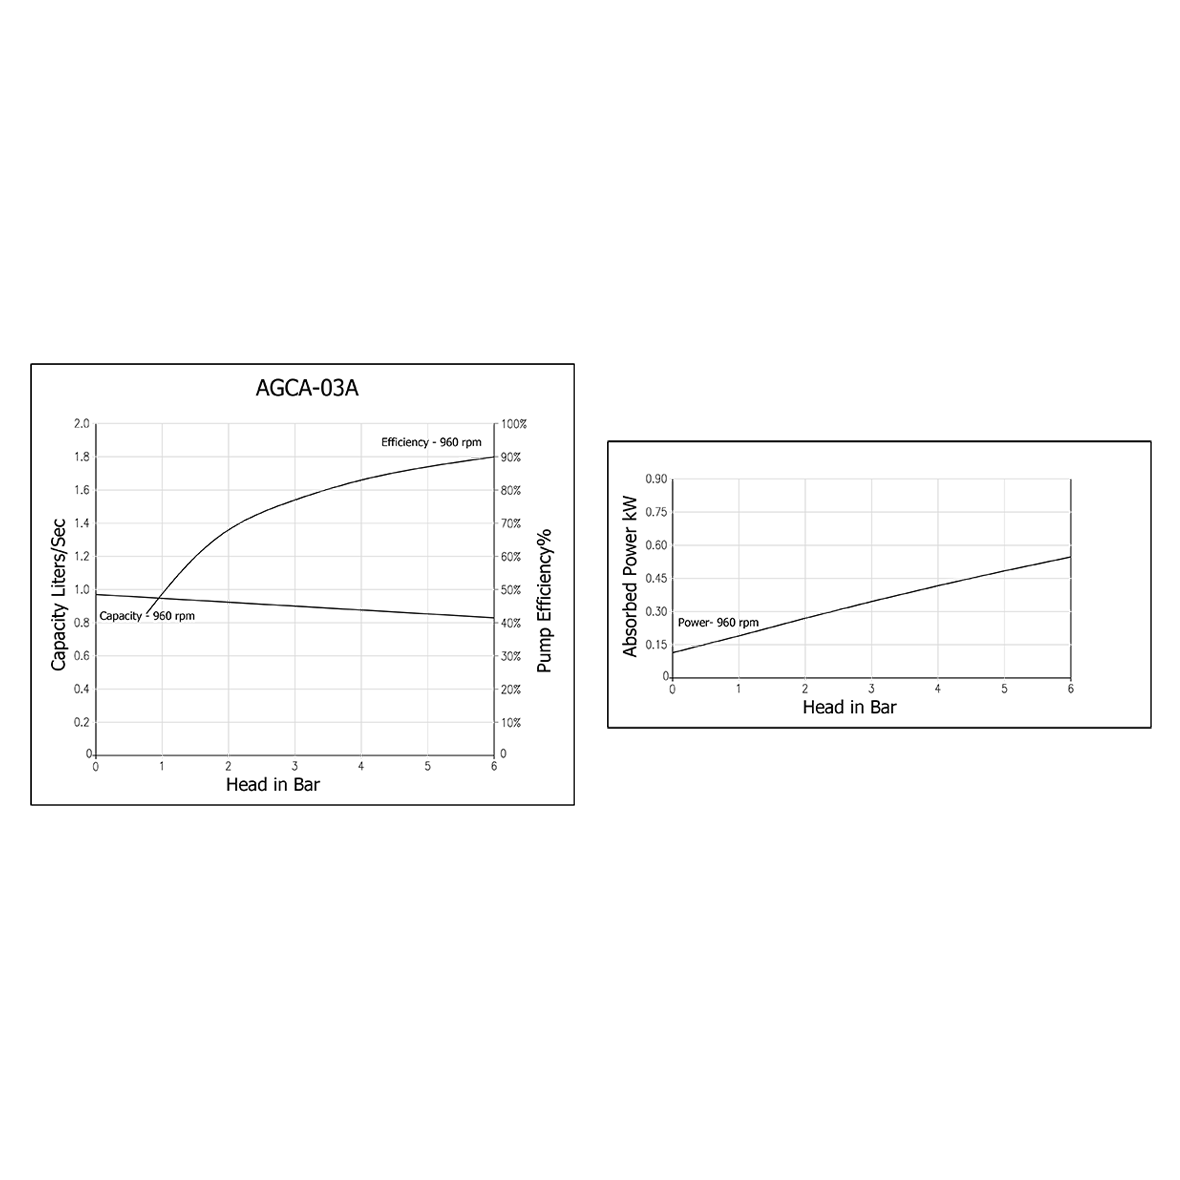 AGCA-03A
2.0
1.8
1.6
1.4
1.2
1.0
0.8
0.6
0.4
0.2
0
Capacity Liters/Sec
Efficiency - 960 rpm
Capacity - 960 rpm
100%
90%
80%
70%
60%
50%
40%
30%
20%
10%
0
Pump Efficiency%
0 1 2 3 4 5 6
Head in Bar
0.90
0.75
0.60
0.45
0.30
0.15
0
Absorbed Power kW
Power- 960 rpm
0 1 2 3 4 5 6
Head in Bar